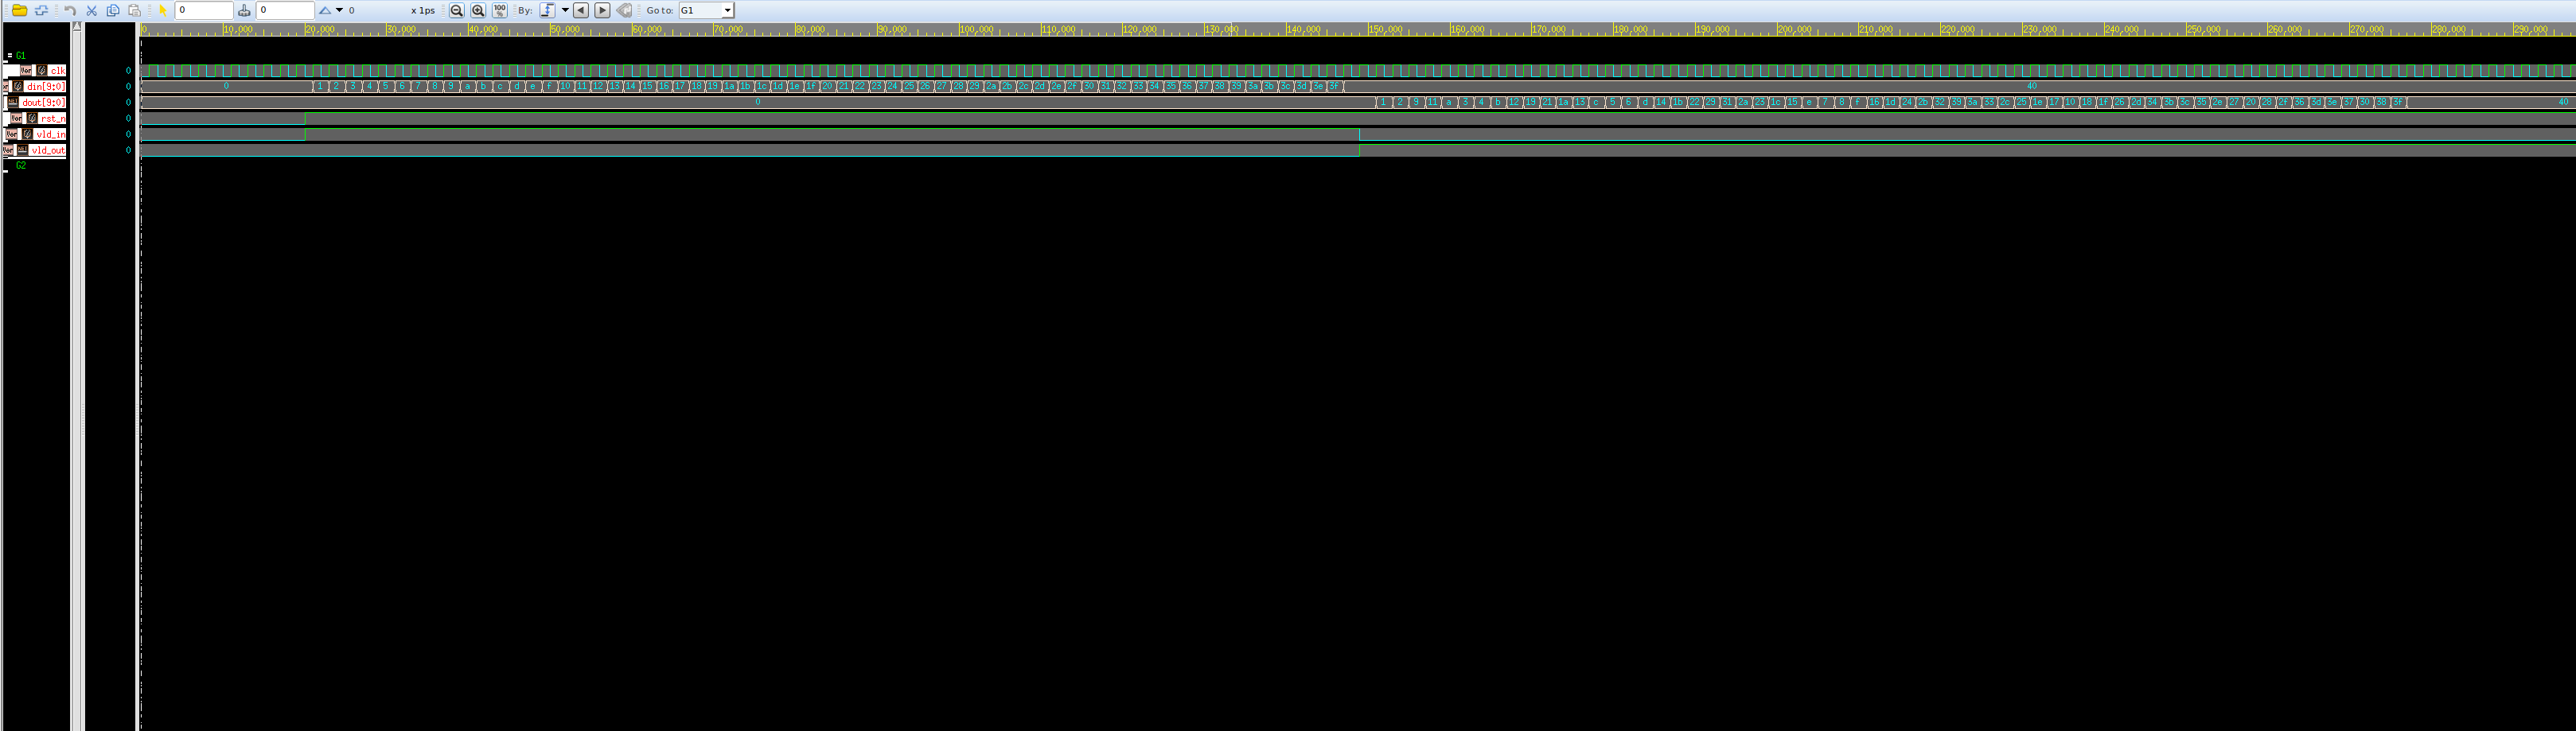 0 0 0 x 1ps 100% By: Go to: G1
0 10,000 20,000 30,000 40,000 50,000 60,000 70,000 80,000 90,000 100,000 110,000 120,000 130,000 140,000 150,000 160,000 170,000 180,000 190,000 200,000 210,000 220,000 230,000 240,000 250,000 260,000 270,000 280,000 290,000
G1
clk 0
din[9:0] 0 0 1 2 3 4 5 6 7 8 9 a b c d e f 10 11 12 13 14 15 16 17 18 19 1a 1b 1c 1d 1e 1f 20 21 22 23 24 25 26 27 28 29 2a 2b 2c 2d 2e 2f 30 31 32 33 34 35 36 37 38 39 3a 3b 3c 3d 3e 3f 40
dout[9:0] 0 0 1 2 9 11 a 3 4 b 12 19 21 1a 13 c 5 6 d 14 1b 22 29 31 2a 23 1c 15 e 7 8 f 16 1d 24 2b 32 39 3a 33 2c 25 1e 17 10 18 1f 26 2d 34 3b 3c 35 2e 27 20 28 2f 36 3d 3e 37 30 38 3f 40
rst_n 0
vld_in 0
vld_out 0
G2